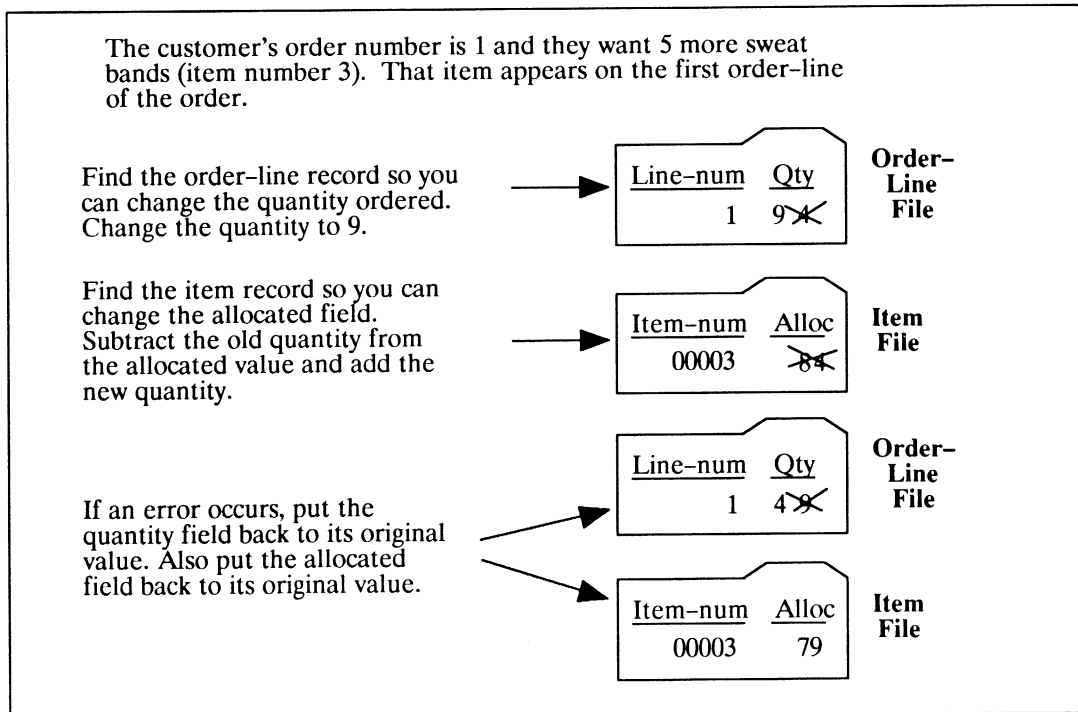 The customer's order number is 1 and they want 5 more sweat
bands (item number 3).  That item appears on the first order–line
of the order.
Find the order–line record so you
can change the quantity ordered.
Change the quantity to 9.
Line–num Qty
1 9 4
Order–
Line
File
Find the item record so you can
change the allocated field.
Subtract the old quantity from
the allocated value and add the
new quantity.
Item–num Alloc
00003 84
Item
File
If an error occurs, put the
quantity field back to its original
value. Also put the allocated
field back to its original value.
Line–num Qty
1 4 9
Order–
Line
File
Item–num Alloc
00003 79
Item
File